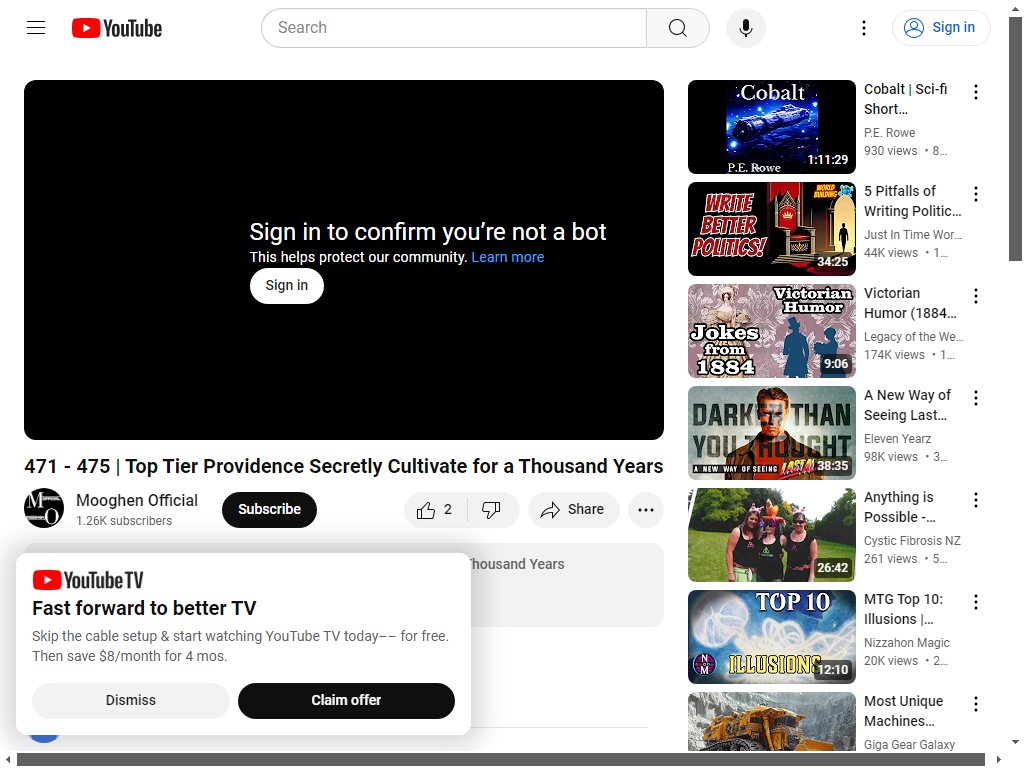 YouTube
Search
Sign in
Sign in to confirm you’re not a bot
This helps protect our community. Learn more
Sign in
471 - 475 | Top Tier Providence Secretly Cultivate for a Thousand Years
Mooghen Official
1.26K subscribers
Subscribe
2
Share
Thousand Years
YouTube TV
Fast forward to better TV
Skip the cable setup & start watching YouTube TV today–– for free.
Then save $8/month for 4 mos.
Dismiss
Claim offer
Cobalt
P.E. Rowe
1:11:29
Cobalt | Sci-fi
Short...
P.E. Rowe
930 views • 8...
WRITE
BETTER
POLITICS!
WORLD
BUILDING
34:25
5 Pitfalls of
Writing Politic...
Just In Time Wor...
44K views • 1...
Victorian
Humor
Jokes
from
1884
9:06
Victorian
Humor (1884...
Legacy of the We...
174K views • 1...
DARKER THAN
YOU THOUGHT
A NEW WAY OF SEEING LAST
38:35
A New Way of
Seeing Last...
Eleven Yearz
98K views • 3...
26:42
Anything is
Possible -...
Cystic Fibrosis NZ
261 views • 5...
TOP 10
NM
ILLUSIONS
12:10
MTG Top 10:
Illusions |...
Nizzahon Magic
20K views • 2...
Most Unique
Machines...
Giga Gear Galaxy